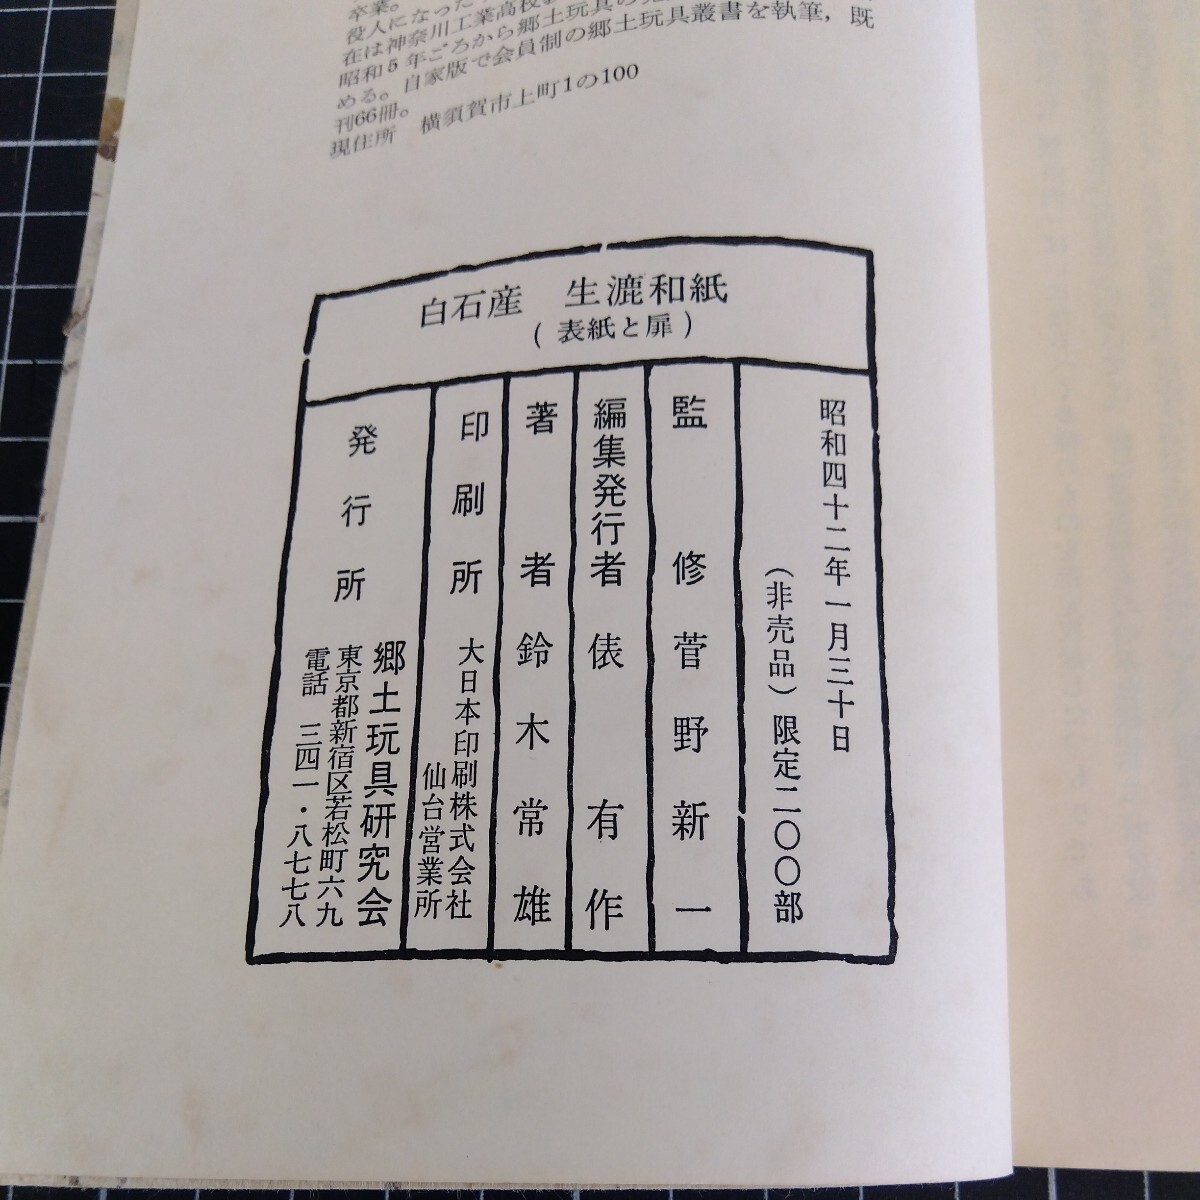 卒業。
役人になった
在は神奈川工業高校
昭和5年ごろから郷土玩具の
める。自家版で会員制の郷土玩具叢書を執筆，既
刊66冊。
現住所　横須賀市上町1の100
白石産　生漉和紙
（表紙と扉）
昭和四十二年一月三十日
（非売品）限定二〇〇部
監修　菅野新一
編集発行者　俵有作
著者　鈴木常雄
印刷所　大日本印刷株式会社
仙台営業所
発行所　郷土玩具研究会
東京都新宿区若松町六九
電話　三四一・八七七八